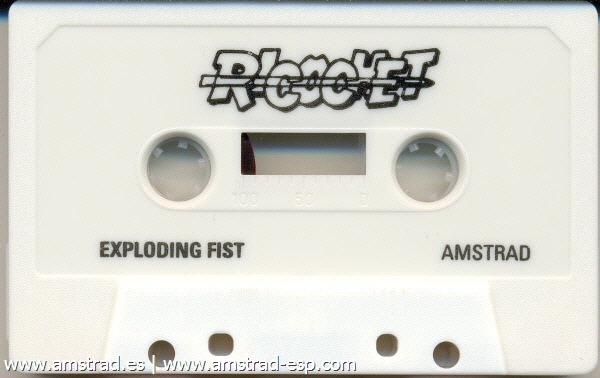 RICOCHET
100 50 0
EXPLODING FIST
AMSTRAD
www.amstrad.es | www.amstrad-esp.com